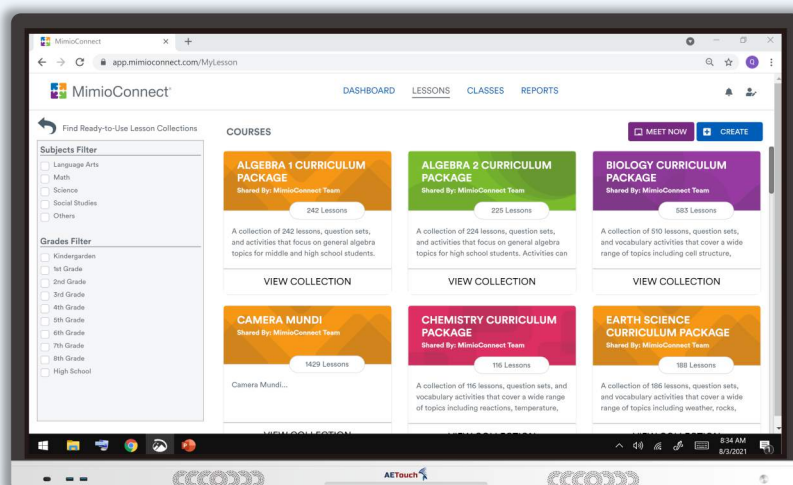 MimioConnect
app.mimioconnect.com/MyLesson
Q
MimioConnect
DASHBOARD LESSONS CLASSES REPORTS
Find Ready-to-Use Lesson Collections
Subjects Filter
Language Arts
Math
Science
Social Studies
Others
Grades Filter
Kindergarden
1st Grade
2nd Grade
3rd Grade
4th Grade
5th Grade
6th Grade
7th Grade
8th Grade
High School
COURSES
MEET NOW
CREATE
ALGEBRA 1 CURRICULUM
PACKAGE
Shared By: MimioConnect Team
242 Lessons
A collection of 242 lessons, question sets,
and activities that focus on general algebra
topics for middle and high school students.
VIEW COLLECTION
ALGEBRA 2 CURRICULUM
PACKAGE
Shared By: MimioConnect Team
225 Lessons
A collection of 224 lessons, question sets,
and activities that focus on general algebra
topics for high school students. Activities can
VIEW COLLECTION
BIOLOGY CURRICULUM
PACKAGE
Shared By: MimioConnect Team
583 Lessons
A collection of 510 lessons, question sets,
and vocabulary activities that cover a wide
range of topics including cell structure,
VIEW COLLECTION
CAMERA MUNDI
Shared By: MimioConnect Team
1429 Lessons
Camera Mundi...
VIEW COLLECTION
CHEMISTRY CURRICULUM
PACKAGE
Shared By: MimioConnect Team
116 Lessons
A collection of 116 lessons, question sets, and
vocabulary activities that cover a wide range
of topics including reactions, temperature,
VIEW COLLECTION
EARTH SCIENCE
CURRICULUM PACKAGE
Shared By: MimioConnect Team
188 Lessons
A collection of 186 lessons, question sets,
and vocabulary activities that cover a wide
range of topics including weather, rocks,
VIEW COLLECTION
8:34 AM
8/3/2021
AETouch